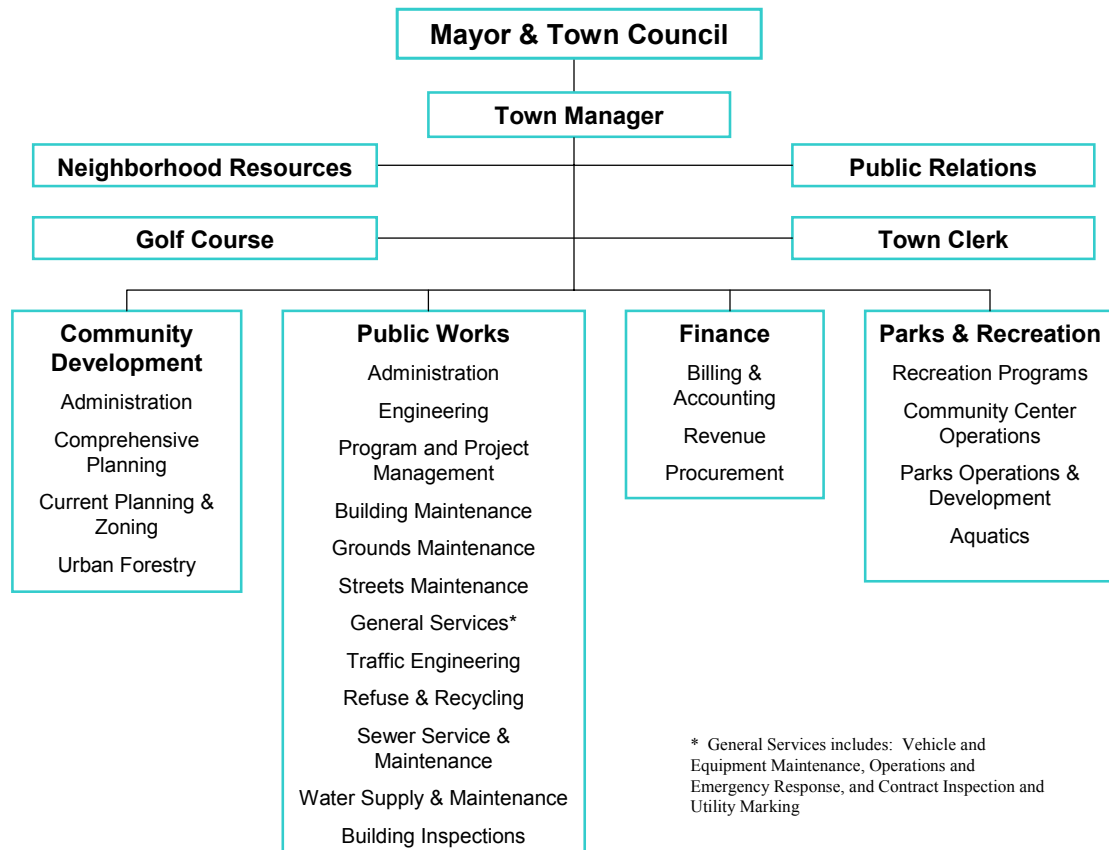 Mayor & Town Council
Town Manager
Neighborhood Resources
Public Relations
Golf Course
Town Clerk
Community
Development
Administration
Comprehensive
Planning
Current Planning &
Zoning
Urban Forestry
Public Works
Administration
Engineering
Program and Project
Management
Building Maintenance
Grounds Maintenance
Streets Maintenance
General Services*
Traffic Engineering
Refuse & Recycling
Sewer Service &
Maintenance
Water Supply & Maintenance
Building Inspections
Finance
Billing &
Accounting
Revenue
Procurement
Parks & Recreation
Recreation Programs
Community Center
Operations
Parks Operations &
Development
Aquatics
* General Services includes: Vehicle and
Equipment Maintenance, Operations and
Emergency Response, and Contract Inspection and
Utility Marking